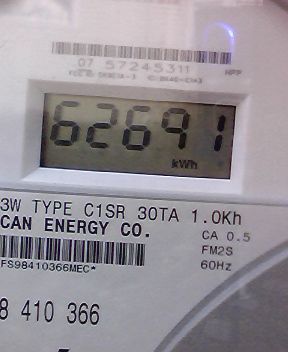 07 57245311
NPP
62691
kWh
3W TYPE C1SR 30TA 1.0Kh
CAN ENERGY CO.
CA 0.5
FM2S
60Hz
FS98410366MEC*
8 410 366